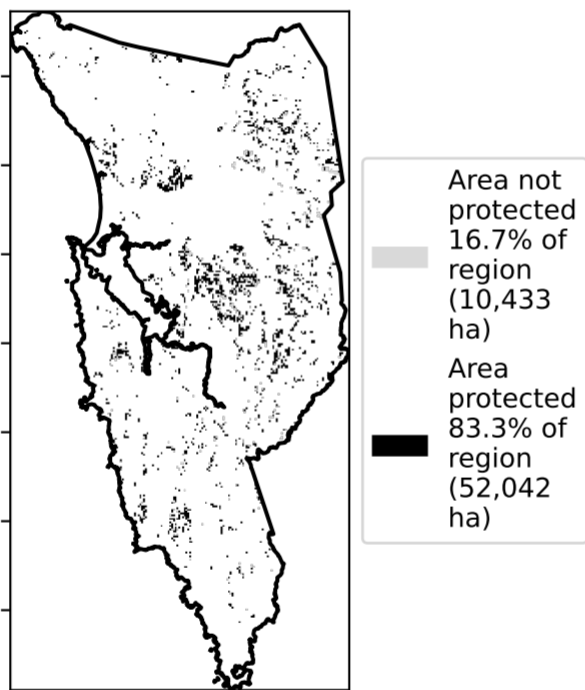 Area not
protected
16.7% of
region
(10,433
ha)
Area
protected
83.3% of
region
(52,042
ha)